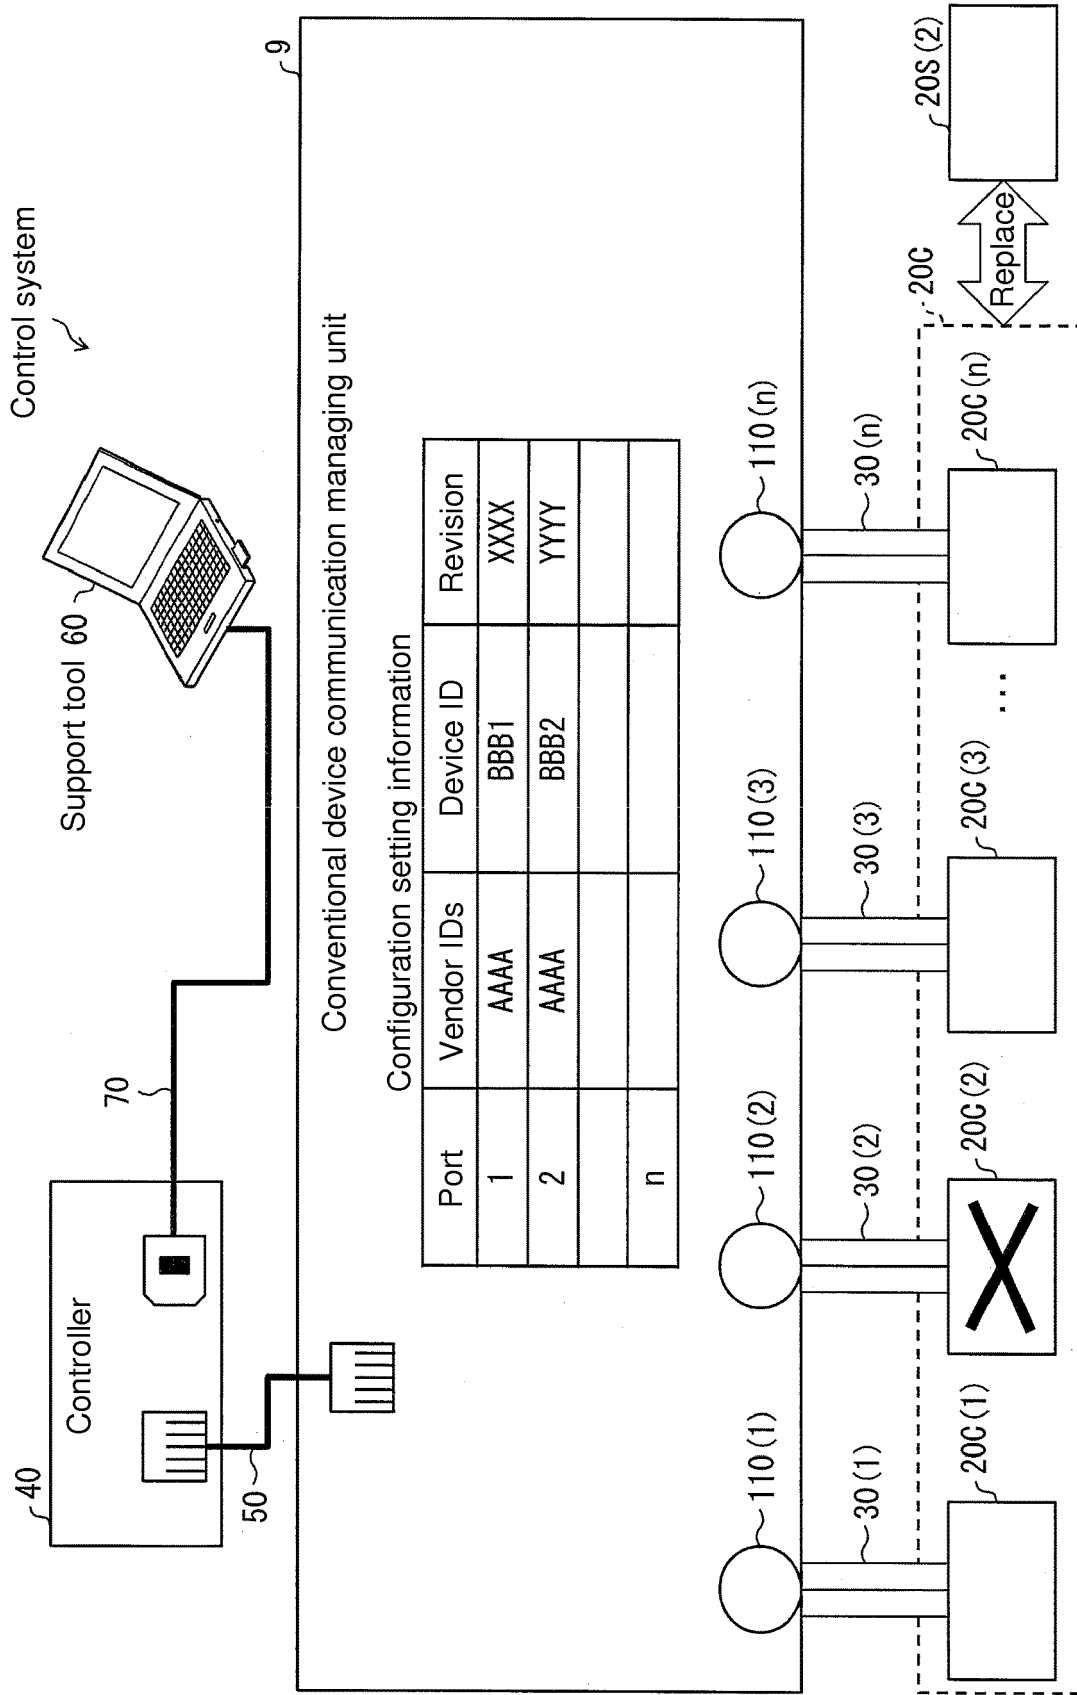 Control system
Support tool 60
70
Controller
40
50
9
Conventional device communication managing unit
Configuration setting information
Port Vendor IDs Device ID Revision
1 AAAA BBB1 XXXX
2 AAAA BBB2 YYYY
n
110(1) 110(2) 110(3) 110(n)
30(1) 30(2) 30(3) 30(n)
20C
20C(1) 20C(2) 20C(3) ... 20C(n)
Replace
20S(2)